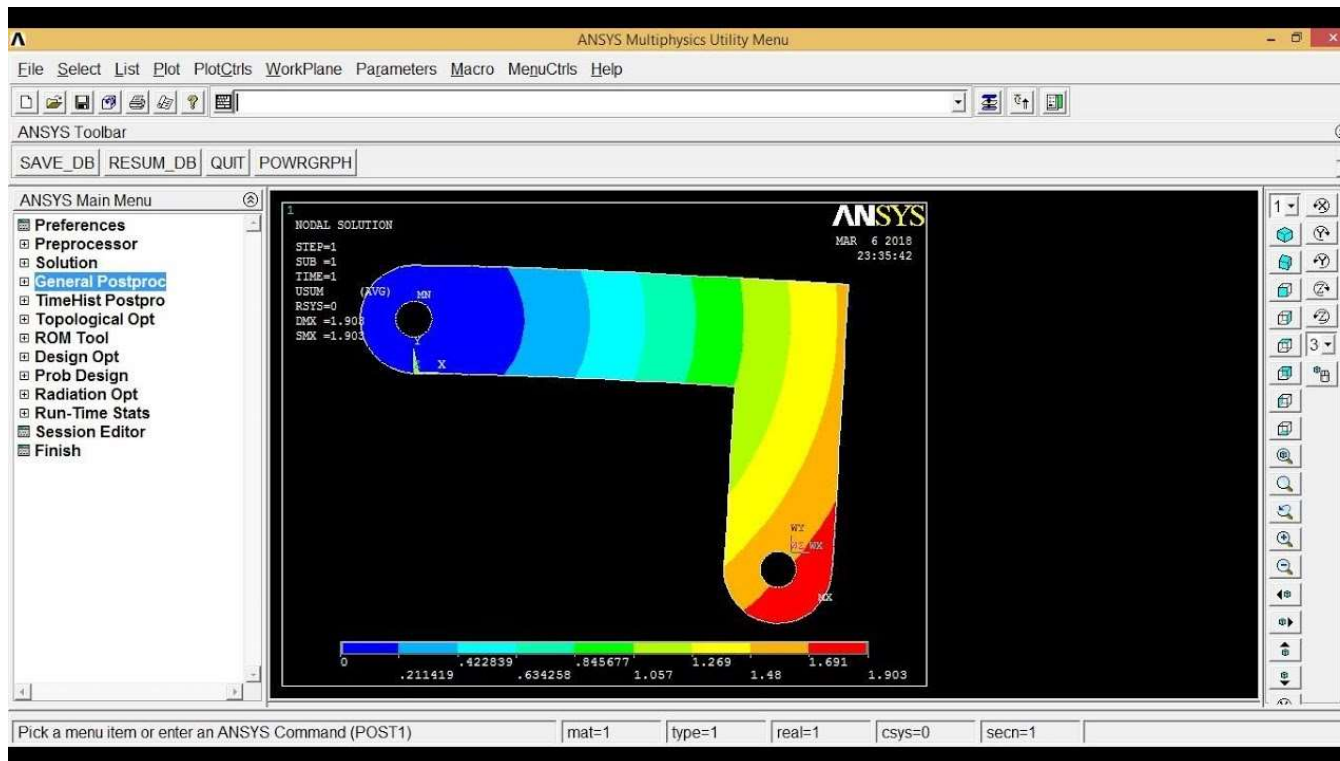 ANSYS Multiphysics Utility Menu
File Select List Plot PlotCtrls WorkPlane Parameters Macro MenuCtrls Help
ANSYS Toolbar
SAVE_DB RESUM_DB QUIT POWRGRPH
ANSYS Main Menu
Preferences
Preprocessor
Solution
General Postproc
TimeHist Postpro
Topological Opt
ROM Tool
Design Opt
Prob Design
Radiation Opt
Run-Time Stats
Session Editor
Finish
1
NODAL SOLUTION
STEP=1
SUB =1
TIME=1
USUM (AVG)
RSYS=0
DMX =1.908
SMX =1.903
ANSYS
MAR 6 2018
23:35:42
MN
Y
X
WY
WX
MX
0 .422839 .845677 1.269 1.691
.211419 .634258 1.057 1.48 1.903
1
3
Pick a menu item or enter an ANSYS Command (POST1) mat=1 type=1 real=1 csys=0 secn=1